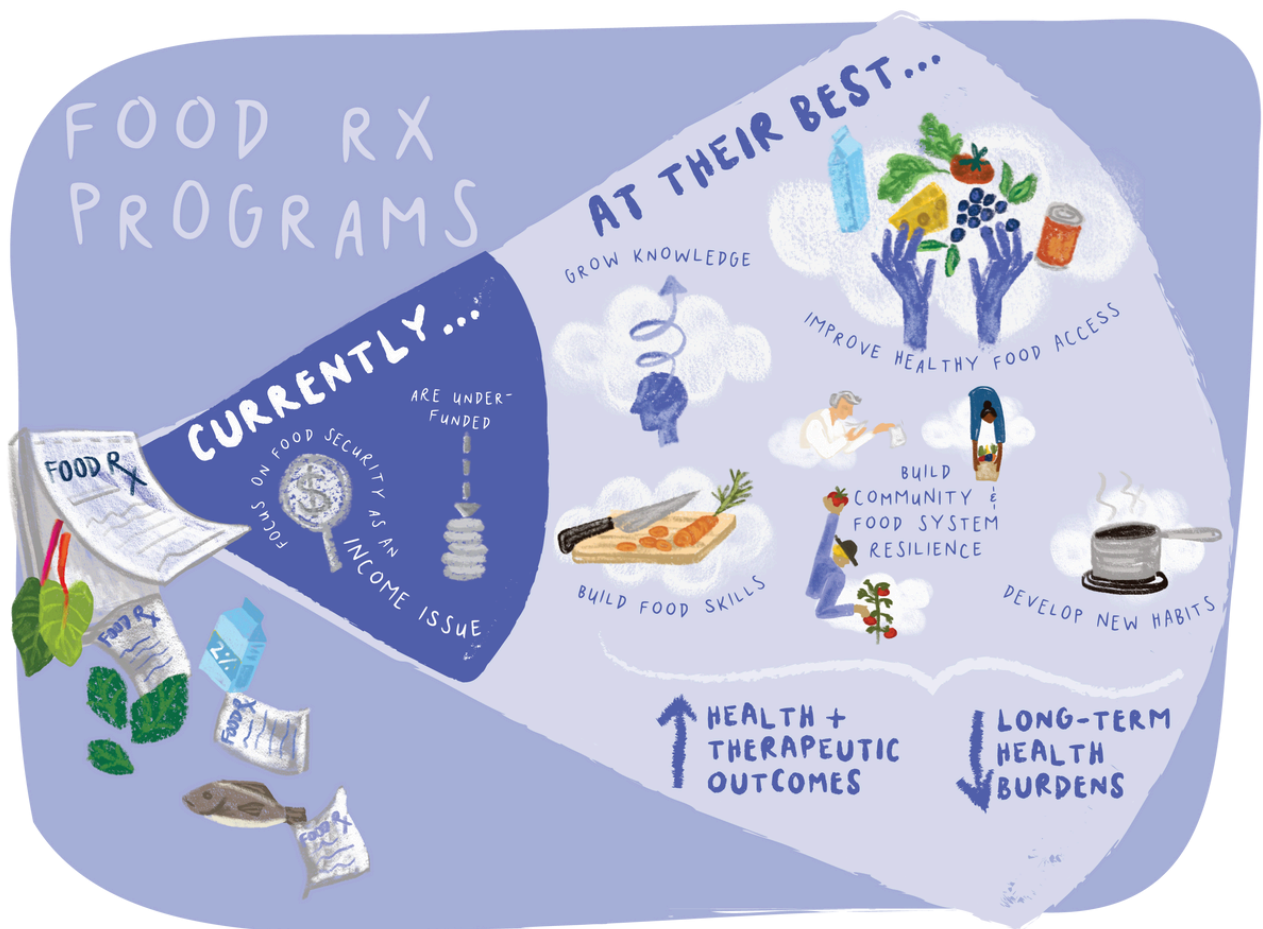 FOOD RX
PROGRAMS
CURRENTLY...
FOCUS ON FOOD SECURITY AS AN
INCOME ISSUE
$
ARE UNDER-
FUNDED
AT THEIR BEST...
GROW KNOWLEDGE
IMPROVE HEALTHY FOOD ACCESS
BUILD FOOD SKILLS
BUILD
COMMUNITY &
FOOD SYSTEM
RESILIENCE
DEVELOP NEW HABITS
HEALTH +
THERAPEUTIC
OUTCOMES
LONG-TERM
HEALTH
BURDENS
FOOD RX
FOOD RX
2%
FOOD RX
FOOD RX